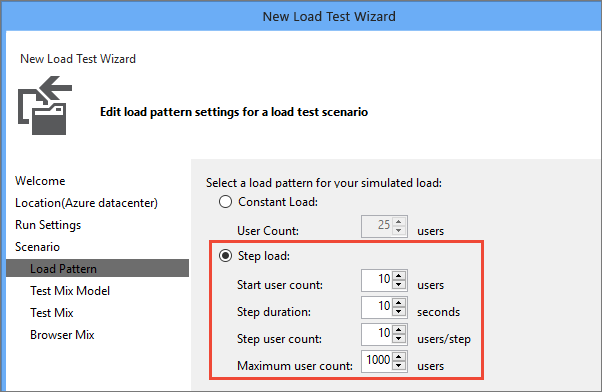 New Load Test Wizard
New Load Test Wizard
Edit load pattern settings for a load test scenario
Welcome
Location(Azure datacenter)
Run Settings
Scenario
Load Pattern
Test Mix Model
Test Mix
Browser Mix
Select a load pattern for your simulated load:
Constant Load:
User Count: 25 users
Step load:
Start user count: 10 users
Step duration: 10 seconds
Step user count: 10 users/step
Maximum user count: 1000 users